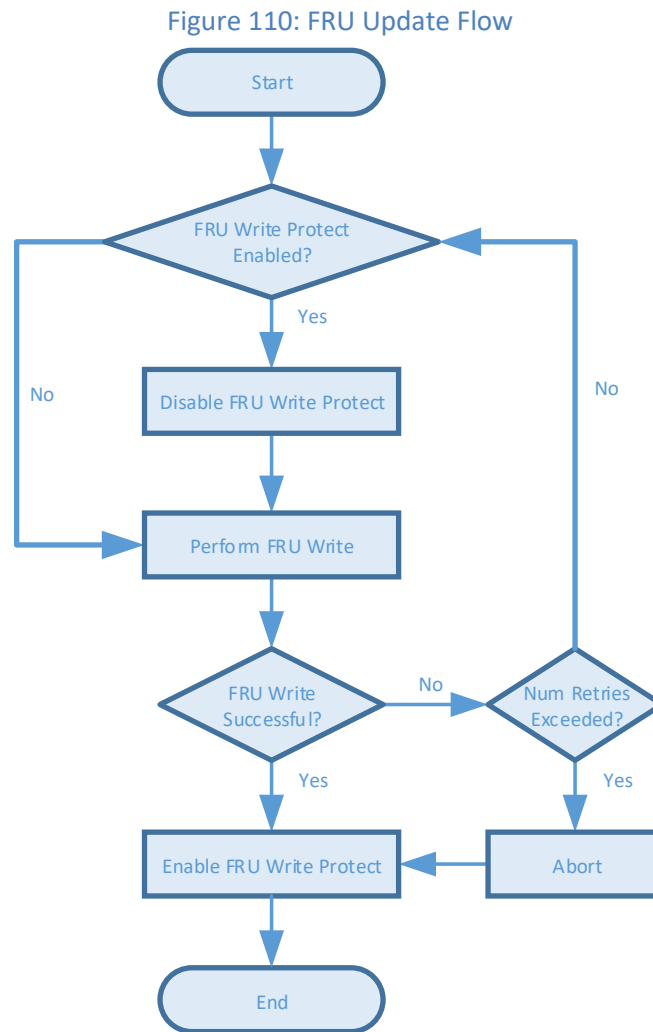 Figure 110: FRU Update Flow
Start
FRU Write Protect
Enabled?
Yes
No
No
Disable FRU Write Protect
Perform FRU Write
FRU Write
Successful?
No
Num Retries
Exceeded?
Yes
Yes
Enable FRU Write Protect
Abort
End